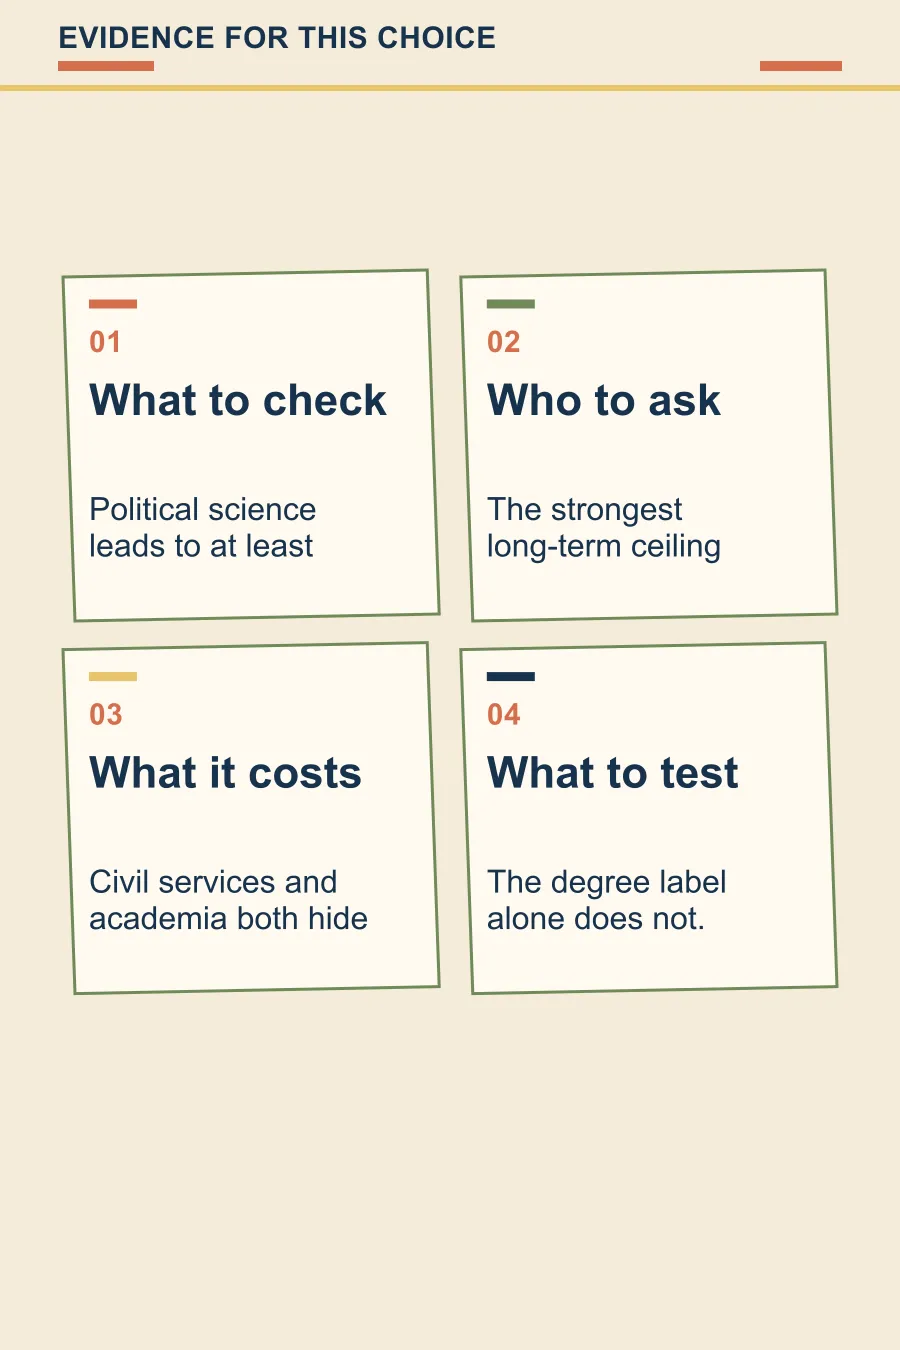 EVIDENCE FOR THIS CHOICE
01
What to check
Political science
leads to at least
02
Who to ask
The strongest
long-term ceiling
03
What it costs
Civil services and
academia both hide
04
What to test
The degree label
alone does not.